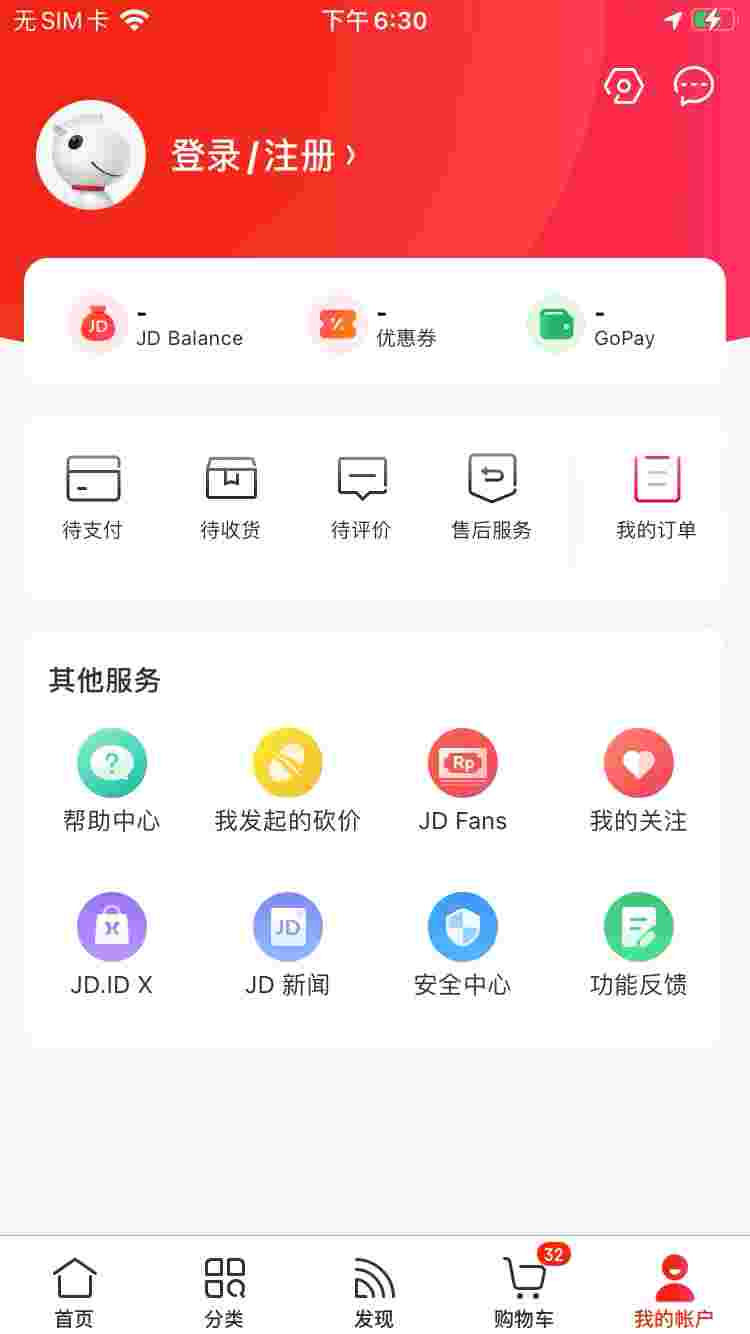 无SIM卡 下午6:30
登录/注册 ›
- - -
JD
JD Balance 优惠券 GoPay
待支付 待收货 待评价 售后服务 我的订单
其他服务
Rp
帮助中心 我发起的砍价 JD Fans 我的关注
JD
JD.ID X JD 新闻 安全中心 功能反馈
32
首页 分类 发现 购物车 我的帐户